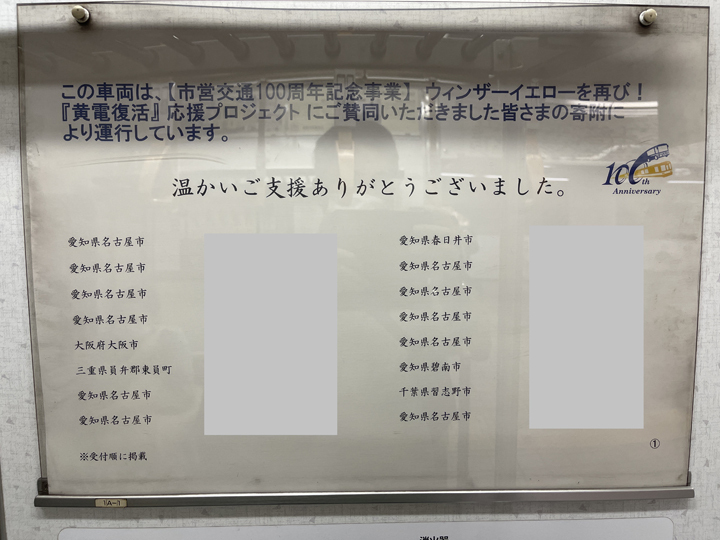 この車両は、【市営交通100周年記念事業】 ウィンザーイエローを再び！
『黄電復活』応援プロジェクト にご賛同いただきました皆さまの寄附に
より運行しています。
温かいご支援ありがとうございました。
100th
Anniversary
愛知県名古屋市
愛知県名古屋市
愛知県名古屋市
愛知県名古屋市
大阪府大阪市
三重県員弁郡東員町
愛知県名古屋市
愛知県名古屋市
愛知県春日井市
愛知県名古屋市
愛知県名古屋市
愛知県名古屋市
愛知県名古屋市
愛知県碧南市
千葉県習志野市
愛知県名古屋市
※受付順に掲載
①